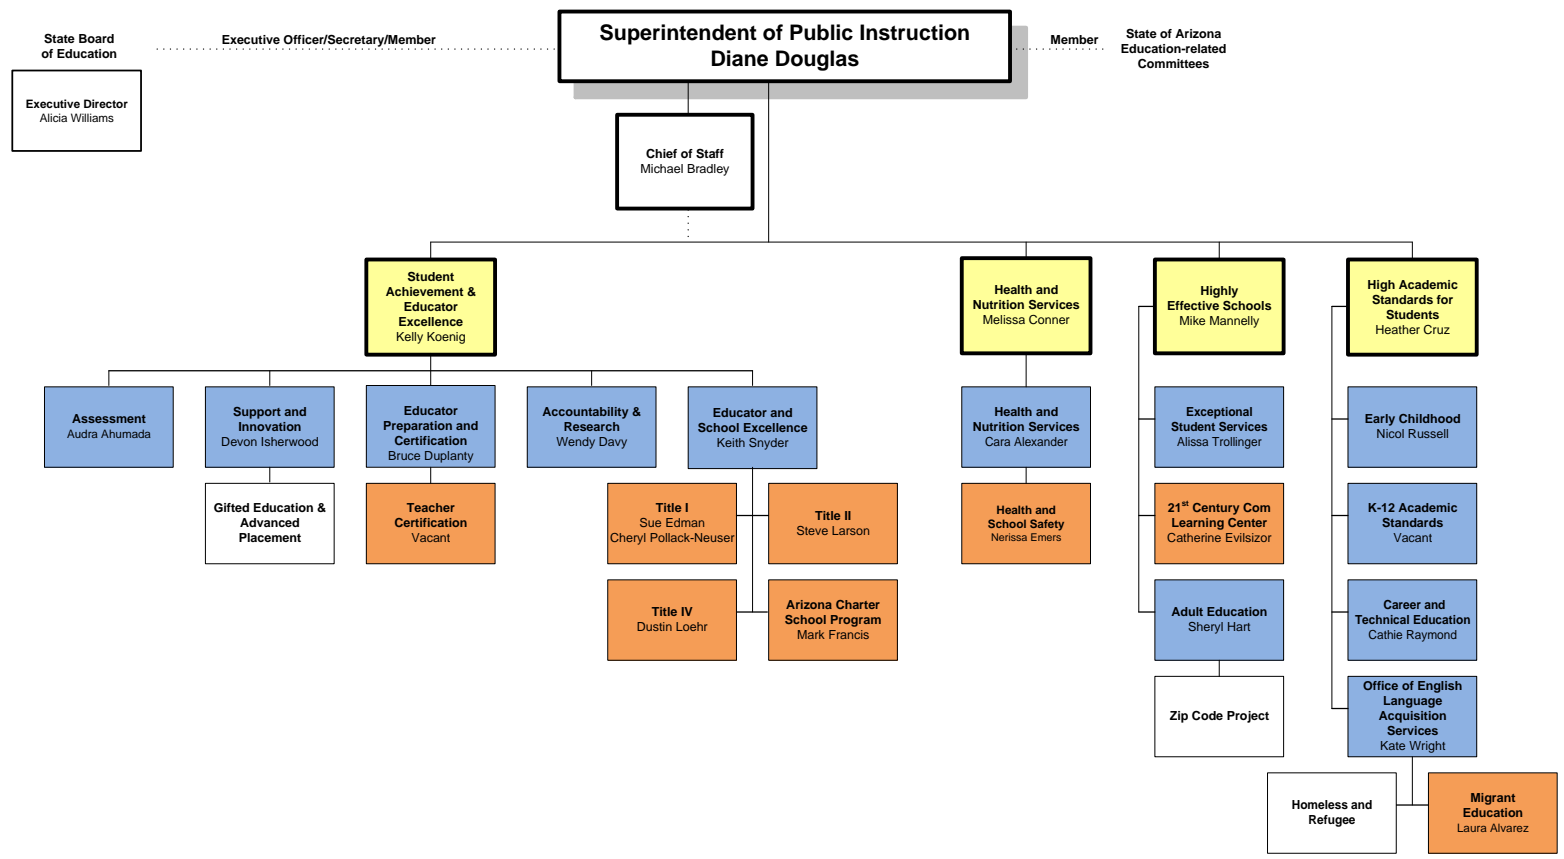 State Board
of Education
Executive Officer/Secretary/Member
Superintendent of Public Instruction
Diane Douglas
Member
State of Arizona
Education-related
Committees
Executive Director
Alicia Williams
Chief of Staff
Michael Bradley
Student
Achievement &
Educator
Excellence
Kelly Koenig
Health and
Nutrition Services
Melissa Conner
Highly
Effective Schools
Mike Mannelly
High Academic
Standards for
Students
Heather Cruz
Assessment
Audra Ahumada
Support and
Innovation
Devon Isherwood
Educator
Preparation and
Certification
Bruce Duplanty
Accountability &
Research
Wendy Davy
Educator and
School Excellence
Keith Snyder
Health and
Nutrition Services
Cara Alexander
Exceptional
Student Services
Alissa Trollinger
Early Childhood
Nicol Russell
Gifted Education &
Advanced
Placement
Teacher
Certification
Vacant
Title I
Sue Edman
Cheryl Pollack-Neuser
Title II
Steve Larson
Health and
School Safety
Nerissa Emers
21st Century Com
Learning Center
Catherine Evilsizor
K-12 Academic
Standards
Vacant
Title IV
Dustin Loehr
Arizona Charter
School Program
Mark Francis
Adult Education
Sheryl Hart
Career and
Technical Education
Cathie Raymond
Zip Code Project
Office of English
Language
Acquisition
Services
Kate Wright
Homeless and
Refugee
Migrant
Education
Laura Alvarez